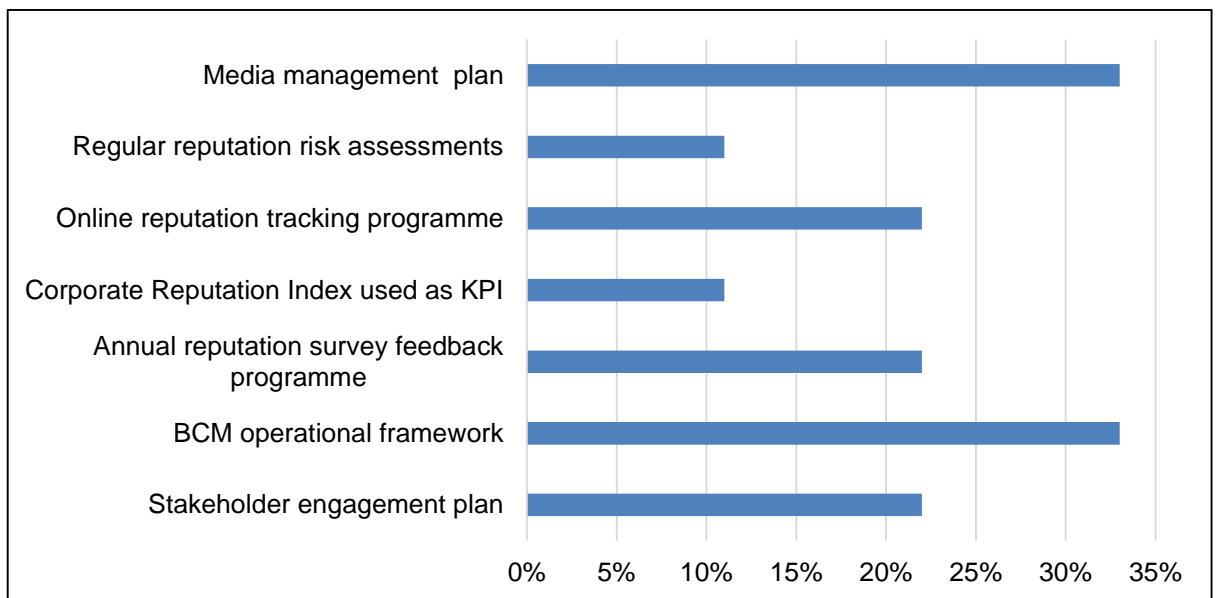 Media management  plan
Regular reputation risk assessments
Online reputation tracking programme
Corporate Reputation Index used as KPI
Annual reputation survey feedback
programme
BCM operational framework
Stakeholder engagement plan
0% 5% 10% 15% 20% 25% 30% 35%